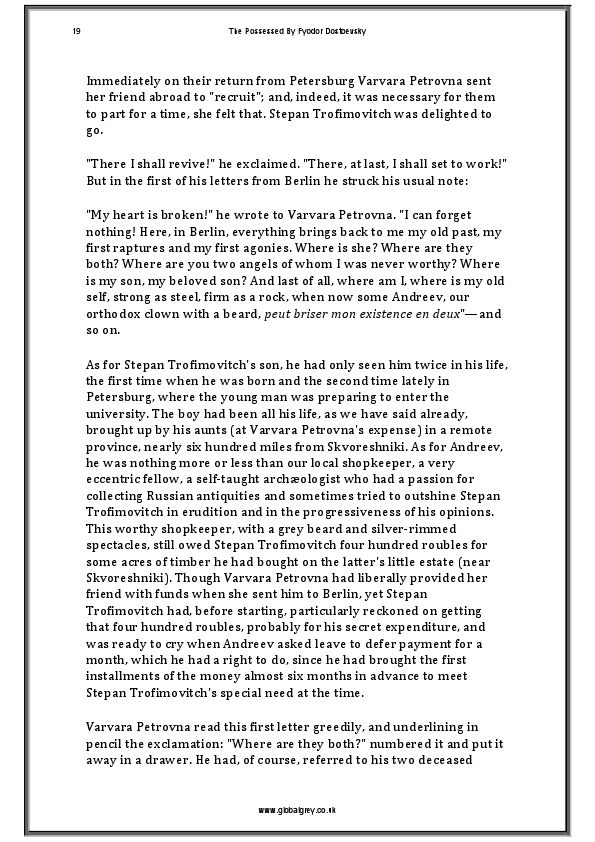 19
The Possessed By Fyodor Dostoevsky
Immediately on their return from Petersburg Varvara Petrovna sent
her friend abroad to "recruit"; and, indeed, it was necessary for them
to part for a time, she felt that. Stepan Trofimovitch was delighted to
go.
"There I shall revive!" he exclaimed. "There, at last, I shall set to work!"
But in the first of his letters from Berlin he struck his usual note:
"My heart is broken!" he wrote to Varvara Petrovna. "I can forget
nothing! Here, in Berlin, everything brings back to me my old past, my
first raptures and my first agonies. Where is she? Where are they
both? Where are you two angels of whom I was never worthy? Where
is my son, my beloved son? And last of all, where am I, where is my old
self, strong as steel, firm as a rock, when now some Andreev, our
orthodox clown with a beard, peut briser mon existence en deux"—and
so on.
As for Stepan Trofimovitch's son, he had only seen him twice in his life,
the first time when he was born and the second time lately in
Petersburg, where the young man was preparing to enter the
university. The boy had been all his life, as we have said already,
brought up by his aunts (at Varvara Petrovna's expense) in a remote
province, nearly six hundred miles from Skvoreshniki. As for Andreev,
he was nothing more or less than our local shopkeeper, a very
eccentric fellow, a self-taught archæologist who had a passion for
collecting Russian antiquities and sometimes tried to outshine Stepan
Trofimovitch in erudition and in the progressiveness of his opinions.
This worthy shopkeeper, with a grey beard and silver-rimmed
spectacles, still owed Stepan Trofimovitch four hundred roubles for
some acres of timber he had bought on the latter's little estate (near
Skvoreshniki). Though Varvara Petrovna had liberally provided her
friend with funds when she sent him to Berlin, yet Stepan
Trofimovitch had, before starting, particularly reckoned on getting
that four hundred roubles, probably for his secret expenditure, and
was ready to cry when Andreev asked leave to defer payment for a
month, which he had a right to do, since he had brought the first
installments of the money almost six months in advance to meet
Stepan Trofimovitch's special need at the time.
Varvara Petrovna read this first letter greedily, and underlining in
pencil the exclamation: "Where are they both?" numbered it and put it
away in a drawer. He had, of course, referred to his two deceased
www.globalgrey.co.uk